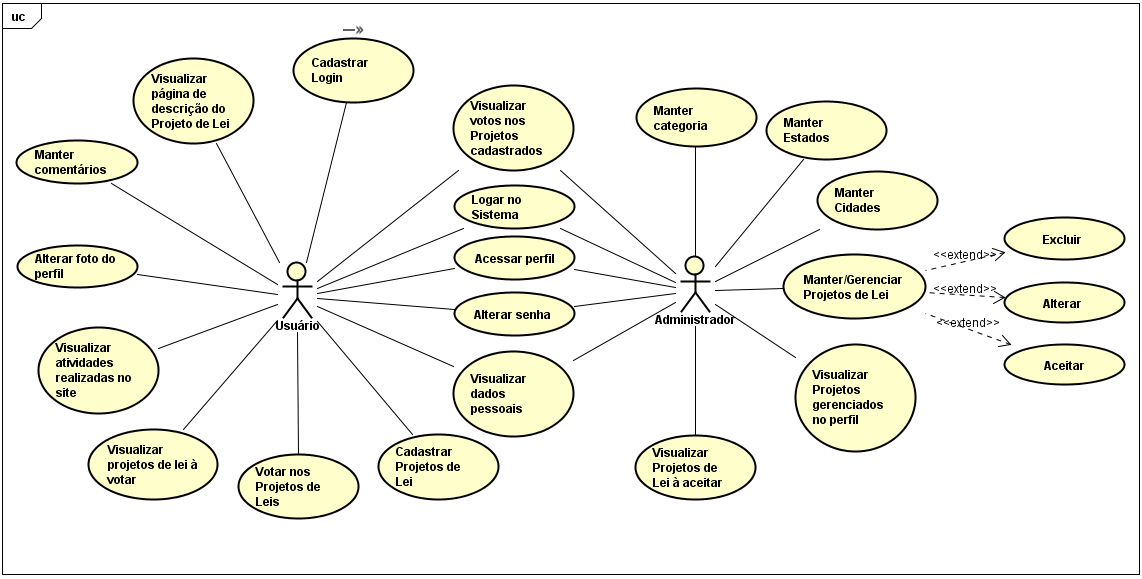 uc
Cadastrar
Login
Visualizar
página de
descrição do
Projeto de Lei
Manter
comentários
Alterar foto do
perfil
Visualizar
atividades
realizadas no
site
Visualizar
projetos de lei à
votar
Votar nos
Projetos de
Leis
Cadastrar
Projetos de
Lei
Usuário
Visualizar
votos nos
Projetos
cadastrados
Logar no
Sistema
Acessar perfil
Alterar senha
Visualizar
dados
pessoais
Administrador
Manter
categoria
Manter
Estados
Manter
Cidades
Manter/Gerenciar
Projetos de Lei
Visualizar
Projetos
gerenciados
no perfil
Visualizar
Projetos de
Lei à aceitar
<<extend>>
<<extend>>
<<extend>>
Excluir
Alterar
Aceitar